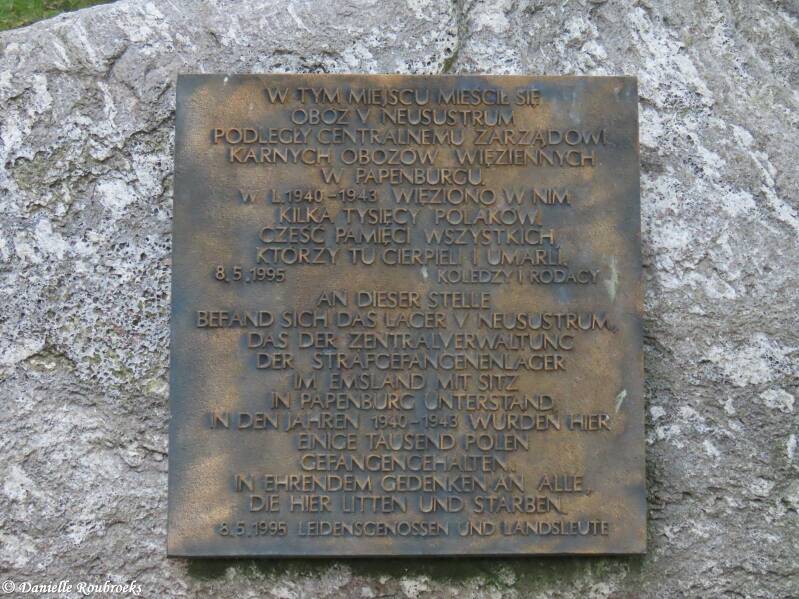 W TYM MIEJSCU MIEŚCIŁ SIĘ
OBOZ V NEUSUSTRUM
PODLEGŁY CENTRALNEMU ZARZĄDOWI
KARNYCH OBOZÓW WIĘZIENNYCH
W PAPENBURGU.
W L.1940-1943 WIĘZIONO W NIM
KILKA TYSIĘCY POLAKÓW.
CZEŚĆ PAMIĘCI WSZYSTKICH,
KTÓRZY TU CIERPIELI I UMARLI.
8.5.1995 KOLEDZY I RODACY
AN DIESER STELLE
BEFAND SICH DAS LAGER V NEUSUSTRUM,
DAS DER ZENTRALVERWALTUNG
DER STRAFGEFANGENENLAGER
IM EMSLAND MIT SITZ
IN PAPENBURG UNTERSTAND.
IN DEN JAHREN 1940-1943 WURDEN HIER
EINIGE TAUSEND POLEN
GEFANGENGEHALTEN.
IN EHRENDEM GEDENKEN AN ALLE,
DIE HIER LITTEN UND STARBEN.
8.5.1995 LEIDENSGENOSSEN UND LANDSLEUTE
© Danielle Roubroeks